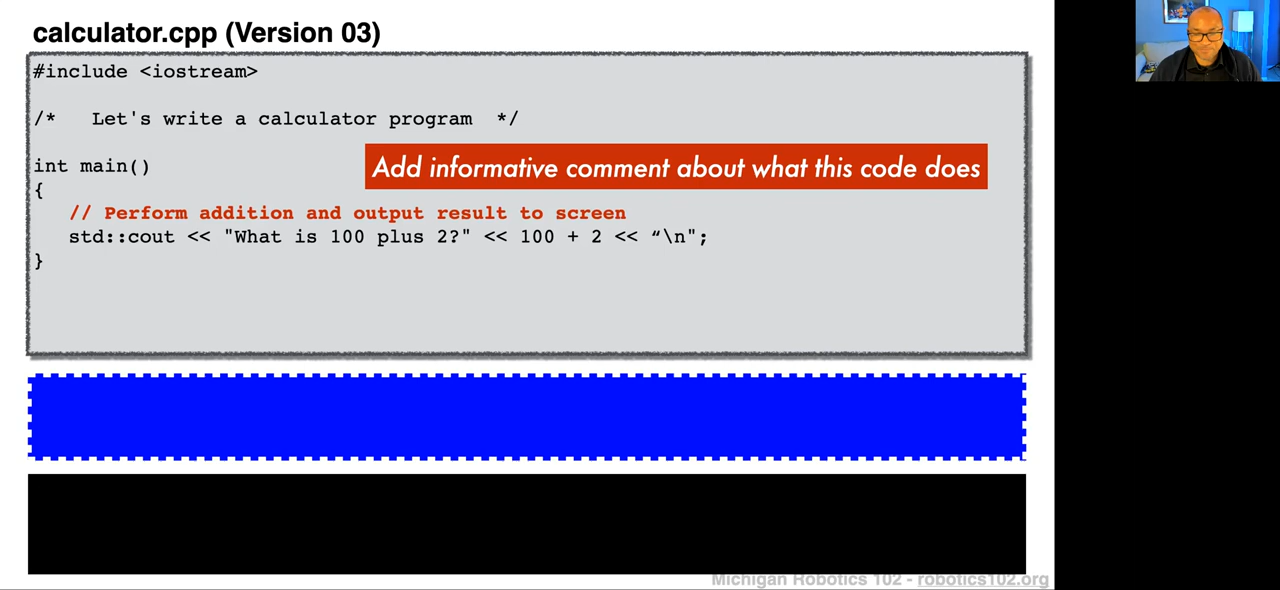 calculator.cpp (Version 03)
#include <iostream>
/*   Let's write a calculator program  */
int main()
Add informative comment about what this code does
{
// Perform addition and output result to screen
std::cout << "What is 100 plus 2?" << 100 + 2 << “\n";
}
Michigan Robotics 102 - robotics102.org